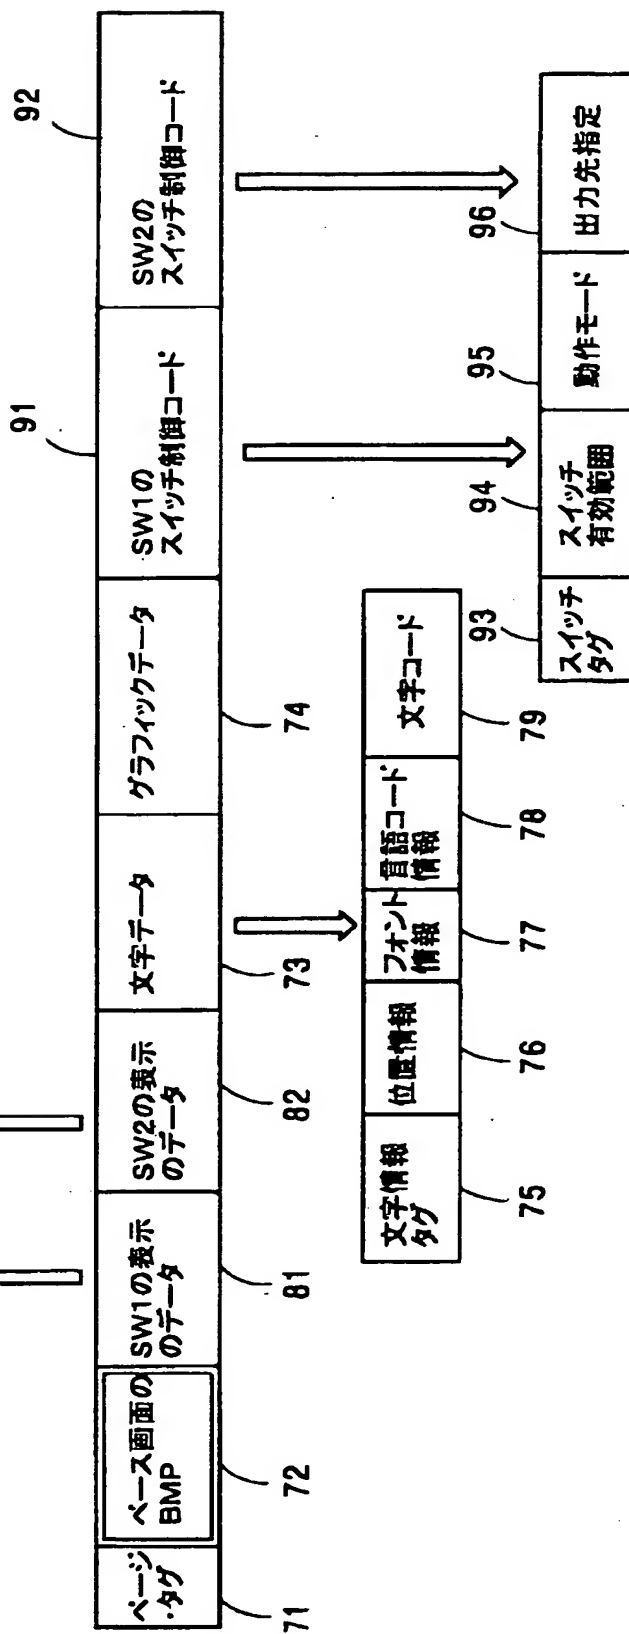 91
92
ページ
・タグ
ベース画面の
BMP
SW1の表示
のデータ
SW2の表示
のデータ
文字データ
グラフィックデータ
SW1の
スイッチ制御コード
SW2の
スイッチ制御コード
71
72
81
82
73
74
文字情報
タグ
位置情報
フォント
情報
言語コード
情報
文字コード
75
76
77
78
79
93
94
95
96
スイッチ
タグ
スイッチ
有効範囲
動作モード
出力先指定